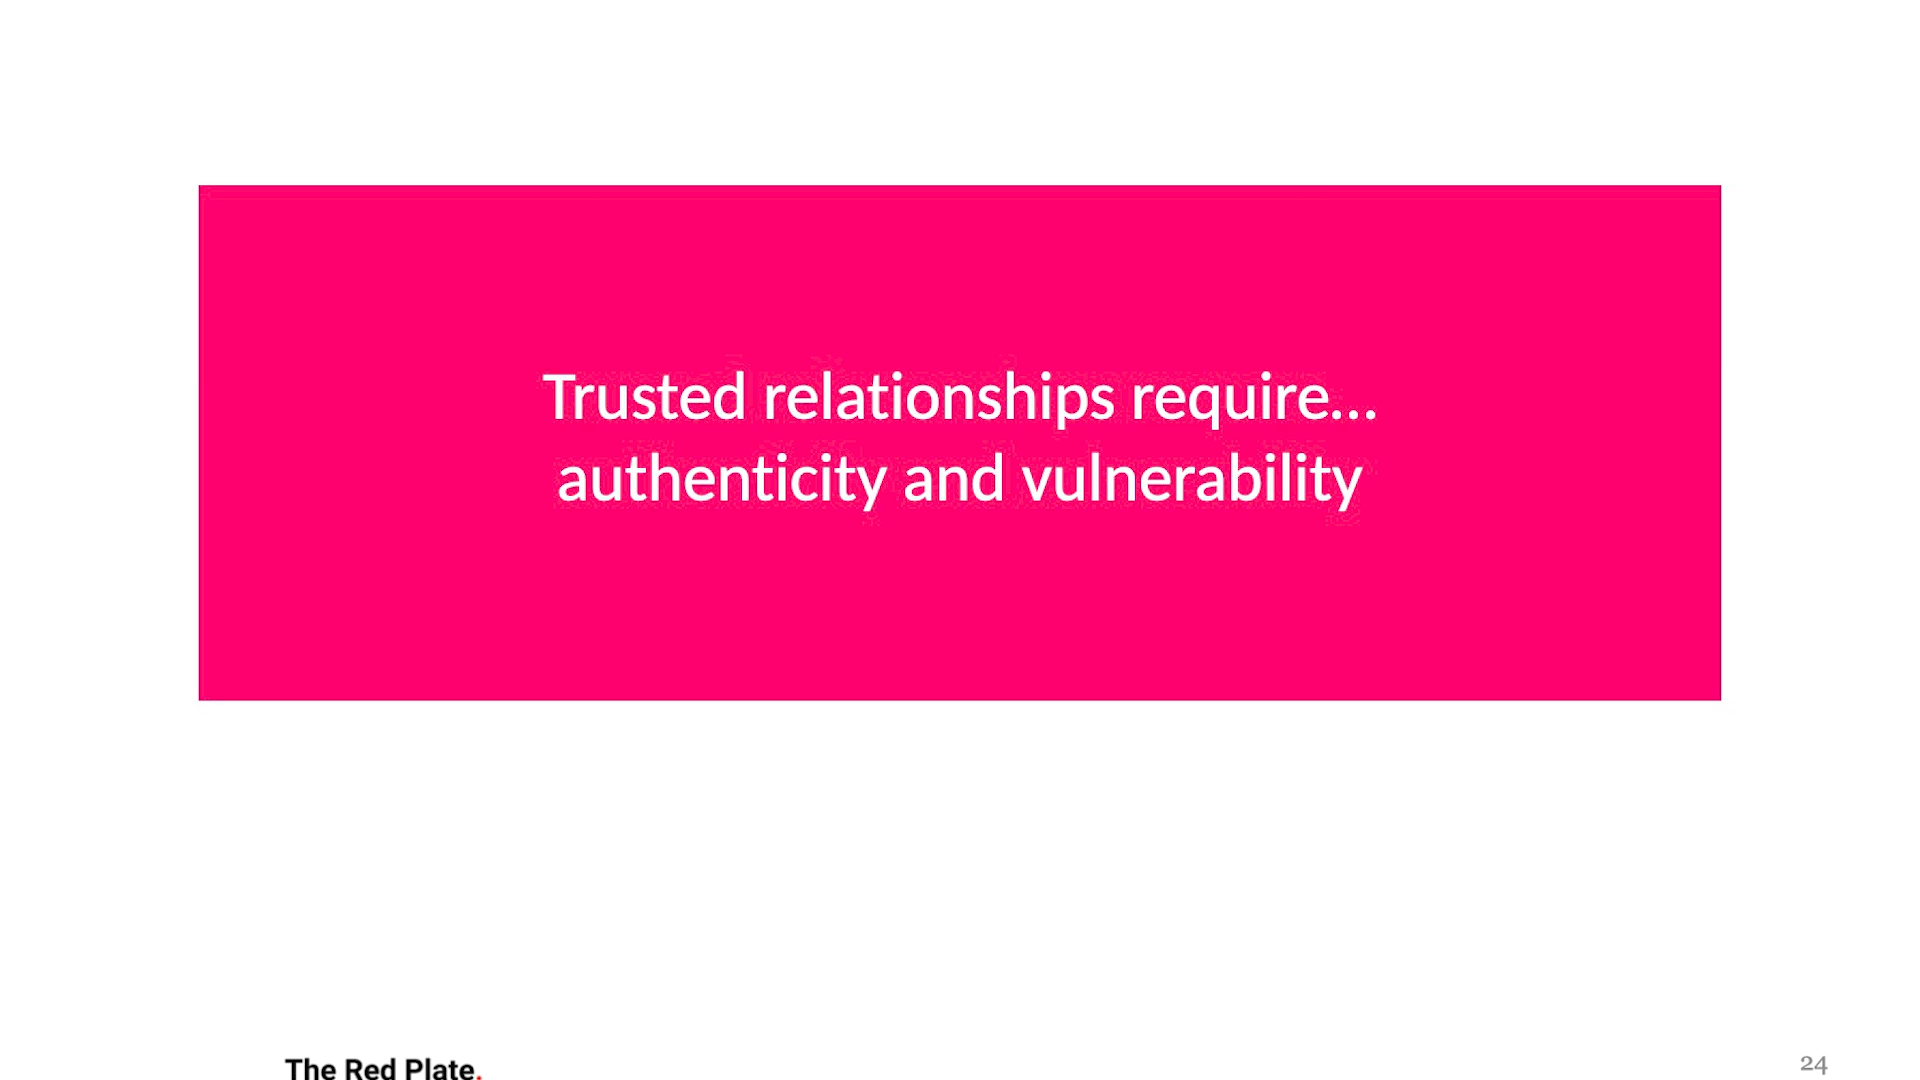 Trusted relationships require...
authenticity and vulnerability
The Red Plate.
24